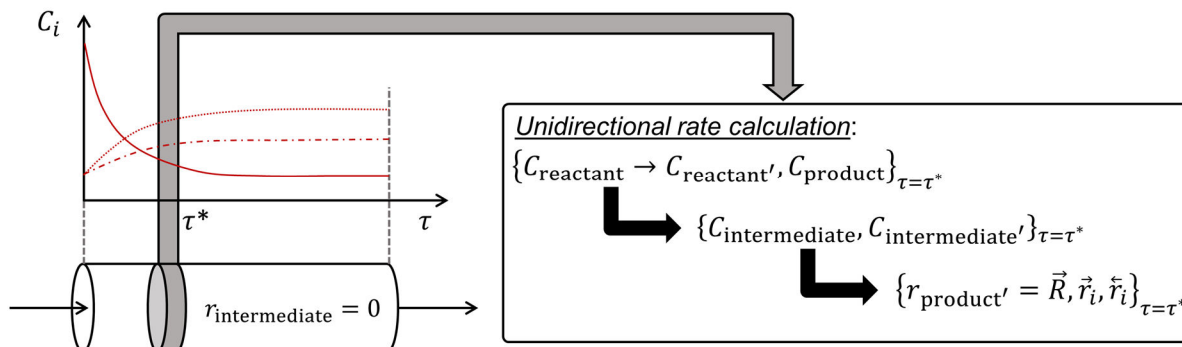 C_i
τ*
τ
r_intermediate = 0
Unidirectional rate calculation:
{C_reactant → C_reactant′, C_product}_τ=τ*
{C_intermediate, C_intermediate′}_τ=τ*
{r_product′ = R⃗, r⃗_i, r⃖_i}_τ=τ*